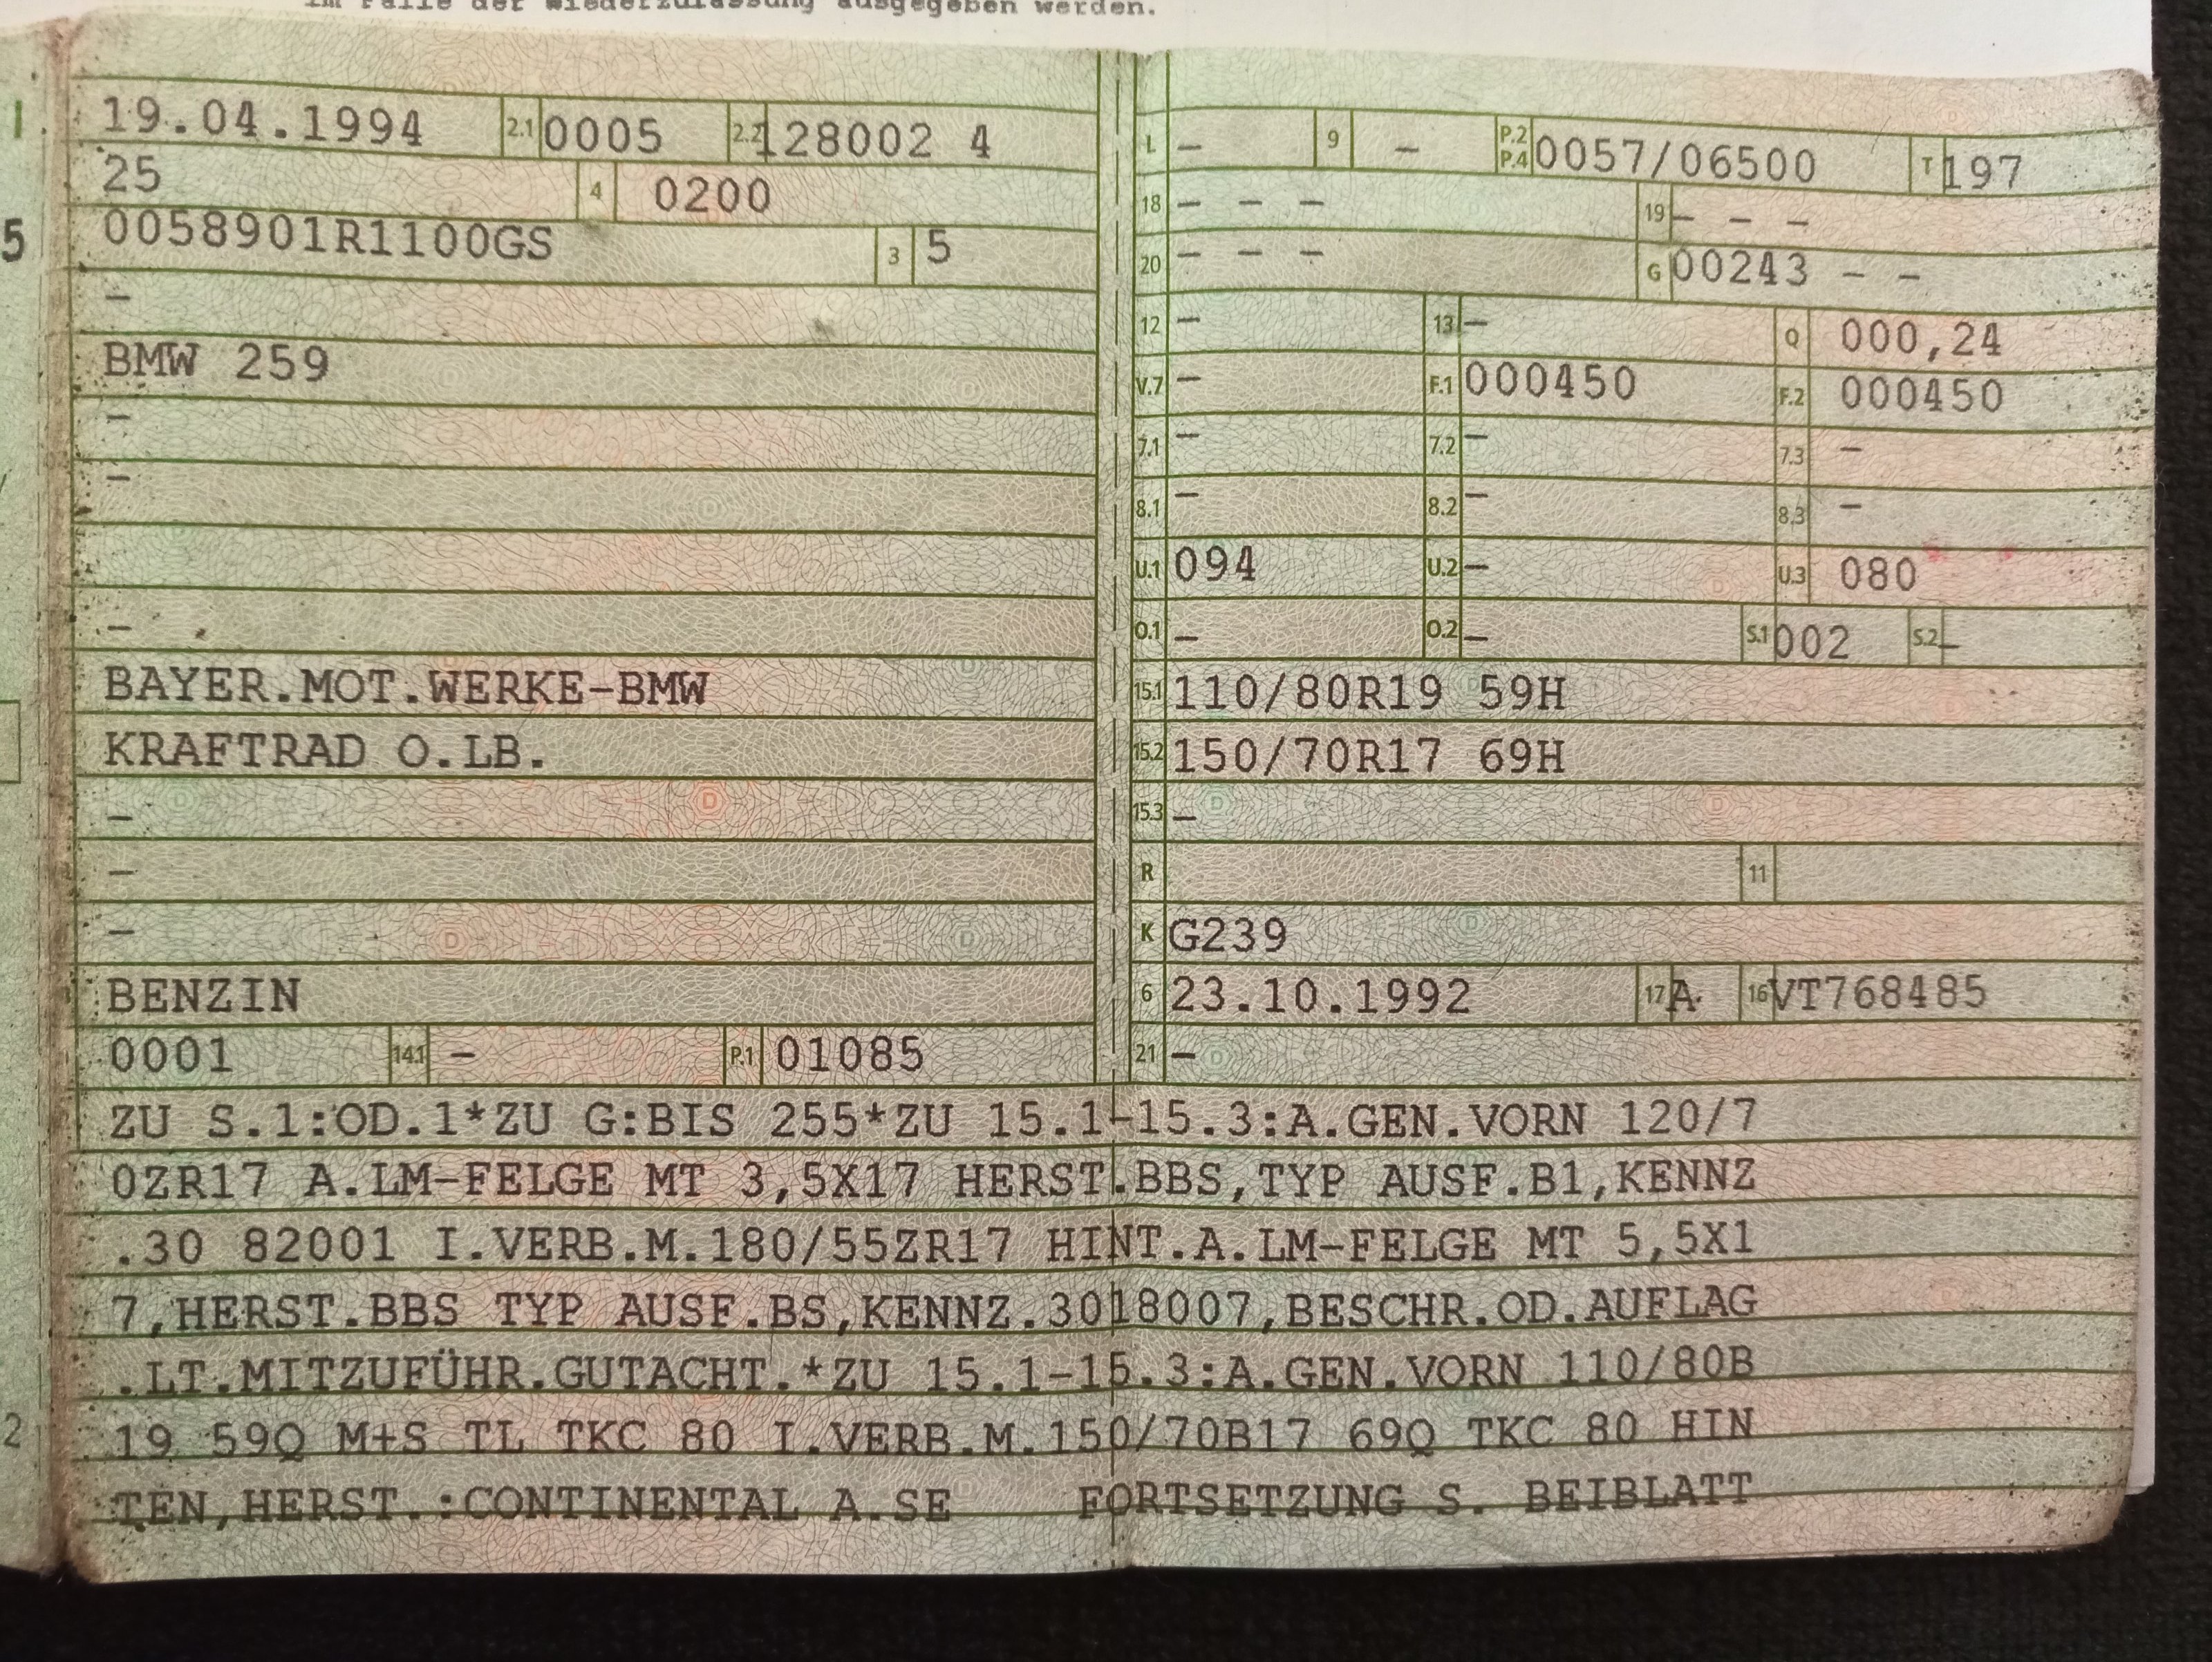 im Falle der Wiederzulassung ausgegeben werden.
19.04.1994 2.1 0005 2.2 128002 4
25 4 0200
5 0058901R1100GS 3 5
–
BMW 259
–
–
–
BAYER.MOT.WERKE-BMW
KRAFTRAD O.LB.
–
–
–
BENZIN
0001 14.1 – P.1 01085
L – 9 – P.2 P.4 0057/06500 T 197
18 – – – 19 – – –
20 – – – G 00243 – –
12 – 13 – Q 000,24
V.7 – F.1 000450 F.2 000450
7.1 – 7.2 – 7.3 –
8.1 – 8.2 – 8.3 –
U.1 094 U.2 – U.3 080
O.1 – O.2 – S.1 002 S.2 –
15.1 110/80R19 59H
15.2 150/70R17 69H
15.3 –
R 11
K G239
6 23.10.1992 17 A 16 VT768485
21 –
ZU S.1:OD.1*ZU G:BIS 255*ZU 15.1-15.3:A.GEN.VORN 120/7
0ZR17 A.LM-FELGE MT 3,5X17 HERST.BBS,TYP AUSF.B1,KENNZ
.30 82001 I.VERB.M.180/55ZR17 HINT.A.LM-FELGE MT 5,5X1
7,HERST.BBS TYP AUSF.BS,KENNZ.3018007,BESCHR.OD.AUFLAG
.LT.MITZUFÜHR.GUTACHT.*ZU 15.1-15.3:A.GEN.VORN 110/80B
2 19 59Q M+S TL TKC 80 I.VERB.M.150/70B17 69Q TKC 80 HIN
TEN,HERST.:CONTINENTAL A.SE FORTSETZUNG S. BEIBLATT